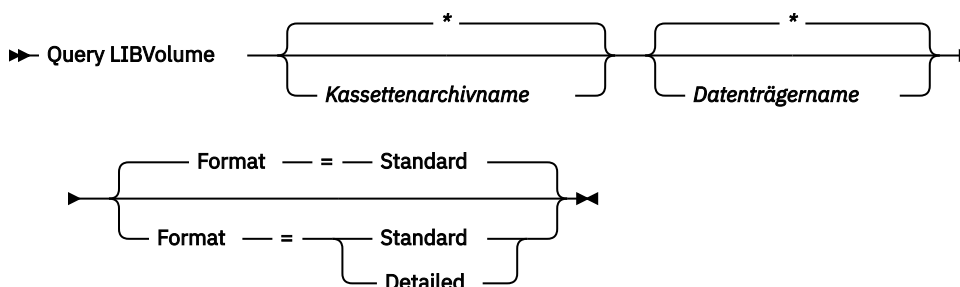 * *
Query LIBVolume
Kassettenarchivname Datenträgername
Format = Standard
Format = Standard
Detailed